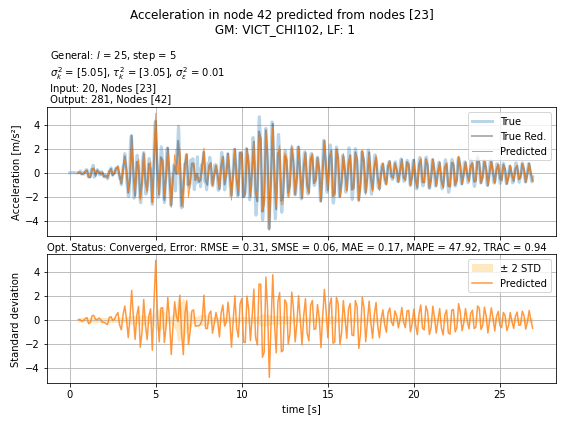 Acceleration in node 42 predicted from nodes [23]
GM: VICT_CHI102, LF: 1
General: l = 25, step = 5
σ²ₖ = [5.05], τ²ₖ = [3.05], σ²ε = 0.01
Input: 20, Nodes [23]
Output: 281, Nodes [42]
True
True Red.
Predicted
Acceleration [m/s²]
4
2
0
−2
−4
Opt. Status: Converged, Error: RMSE = 0.31, SMSE = 0.06, MAE = 0.17, MAPE = 47.92, TRAC = 0.94
± 2 STD
Predicted
Standard deviation
4
2
0
−2
−4
0 5 10 15 20 25
time [s]